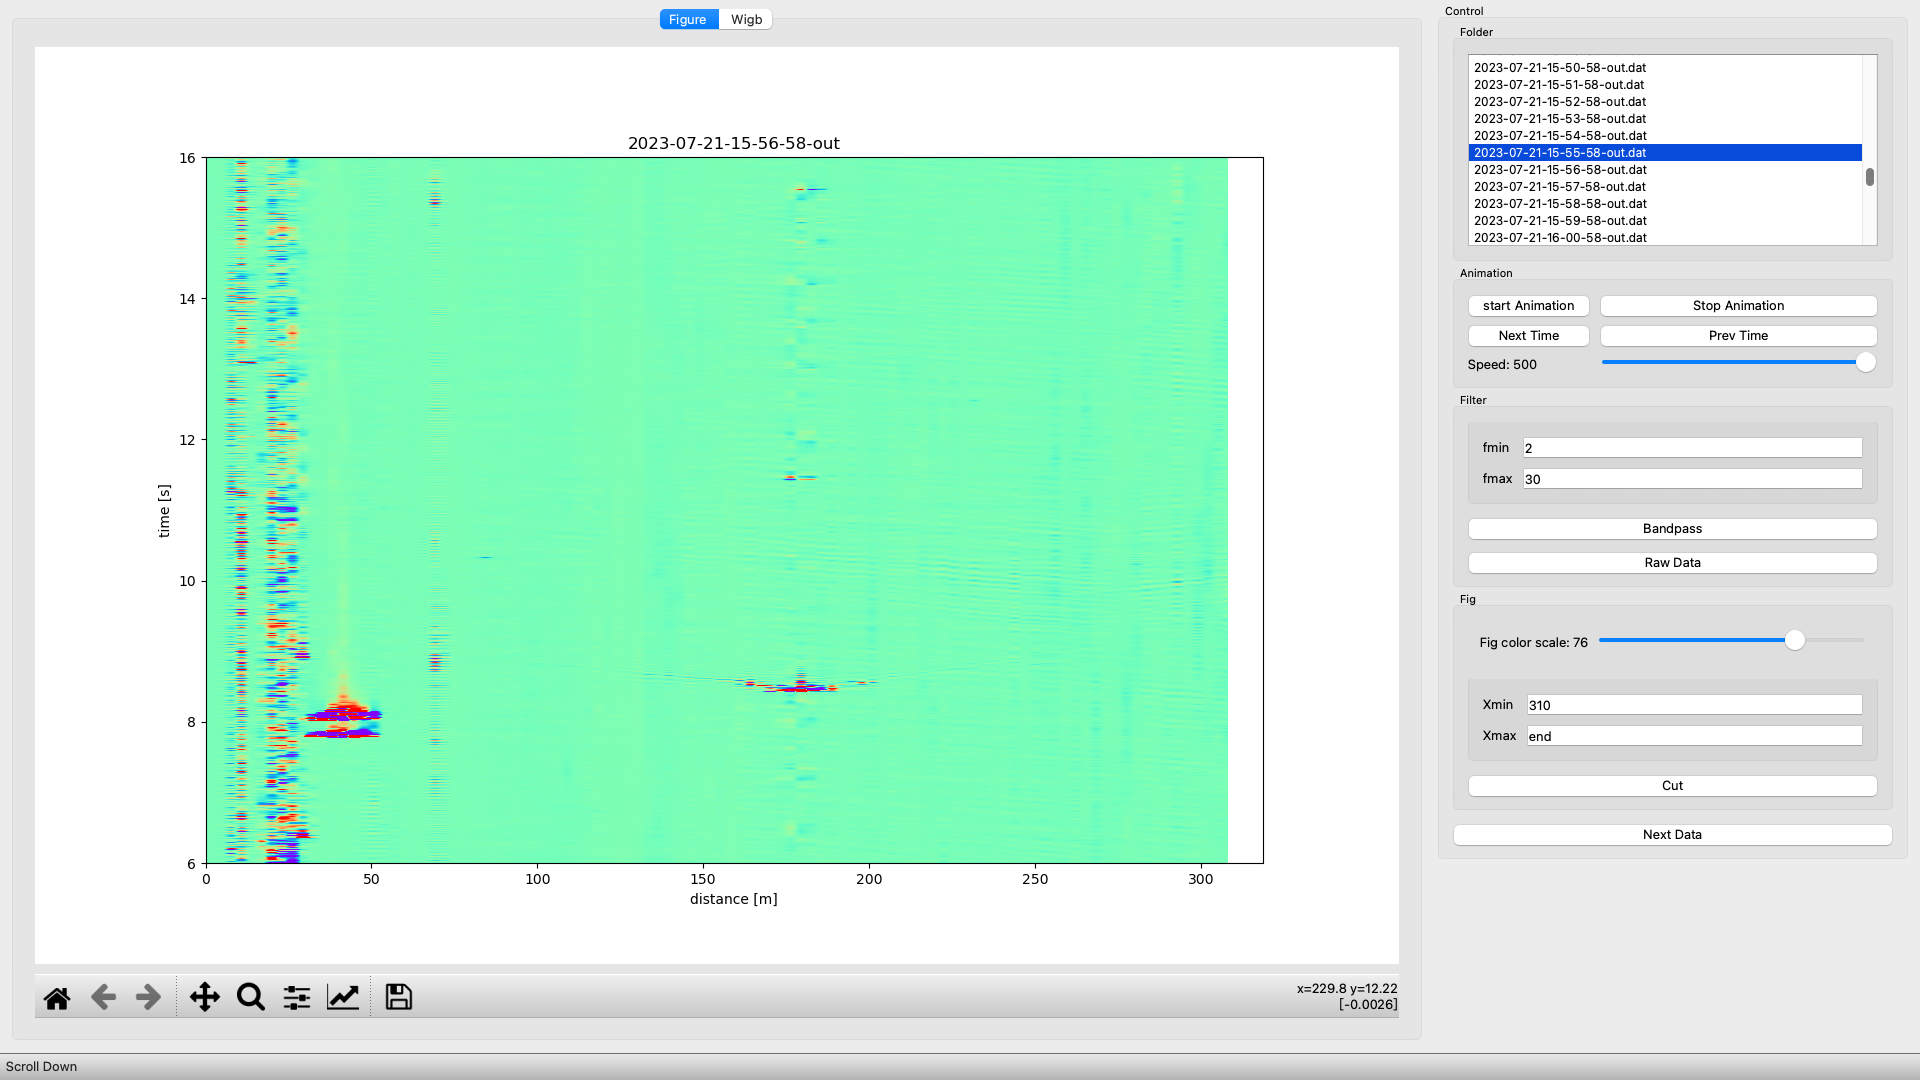 Figure
Wigb
2023-07-21-15-56-58-out
16
14
12
10
8
6
time [s]
0
50
100
150
200
250
300
distance [m]
x=229.8 y=12.22
[-0.0026]
Scroll Down
Control
Folder
2023-07-21-15-50-58-out.dat
2023-07-21-15-51-58-out.dat
2023-07-21-15-52-58-out.dat
2023-07-21-15-53-58-out.dat
2023-07-21-15-54-58-out.dat
2023-07-21-15-55-58-out.dat
2023-07-21-15-56-58-out.dat
2023-07-21-15-57-58-out.dat
2023-07-21-15-58-58-out.dat
2023-07-21-15-59-58-out.dat
2023-07-21-16-00-58-out.dat
Animation
start Animation
Stop Animation
Next Time
Prev Time
Speed: 500
Filter
fmin 2
fmax 30
Bandpass
Raw Data
Fig
Fig color scale: 76
Xmin 310
Xmax end
Cut
Next Data